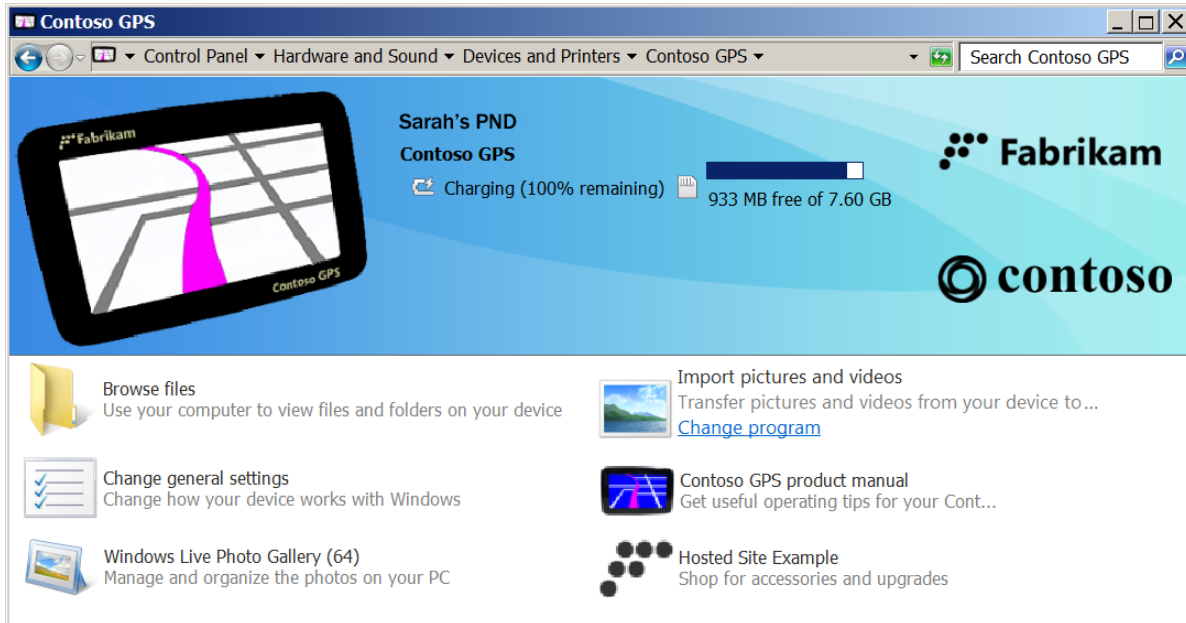 Contoso GPS
Control Panel Hardware and Sound Devices and Printers Contoso GPS Search Contoso GPS
Fabrikam
Contoso GPS
Sarah's PND
Contoso GPS
Charging (100% remaining)
933 MB free of 7.60 GB
Fabrikam
contoso
Browse files
Use your computer to view files and folders on your device
Import pictures and videos
Transfer pictures and videos from your device to...
Change program
Change general settings
Change how your device works with Windows
Contoso GPS product manual
Get useful operating tips for your Cont...
Windows Live Photo Gallery (64)
Manage and organize the photos on your PC
Hosted Site Example
Shop for accessories and upgrades